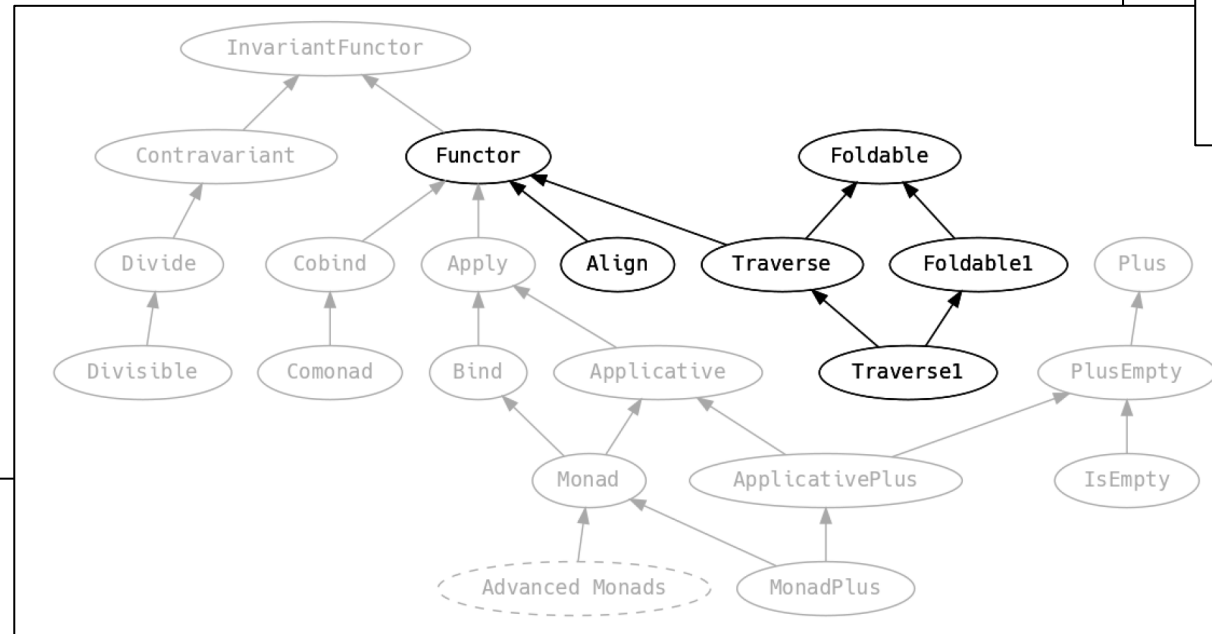 InvariantFunctor
Contravariant
Functor
Foldable
Divide
Cobind
Apply
Align
Traverse
Foldable1
Plus
Divisible
Comonad
Bind
Applicative
Traverse1
PlusEmpty
Monad
ApplicativePlus
IsEmpty
Advanced Monads
MonadPlus